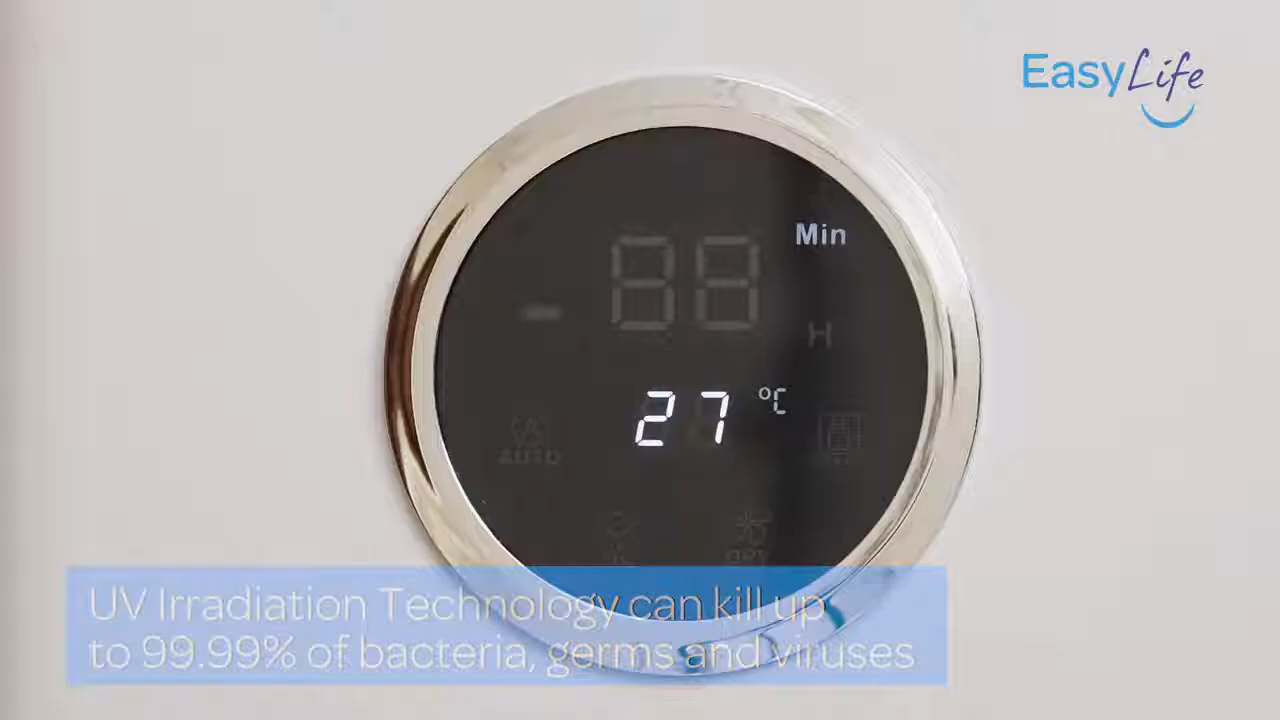 EasyLife
Min
88
H
27 °C
AUTO
DRY
UV Irradiation Technology can kill up
to 99.99% of bacteria, germs and viruses